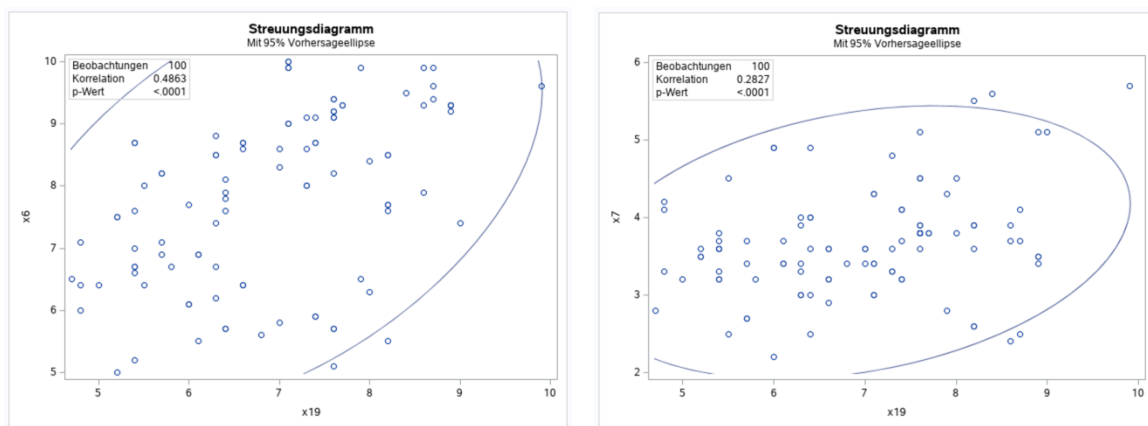 Streuungsdiagramm
Mit 95% Vorhersageellipse
Beobachtungen 100
Korrelation 0.4863
p-Wert <.0001
10
9
8
7
6
5
x6
5 6 7 8 9 10
x19
Streuungsdiagramm
Mit 95% Vorhersageellipse
Beobachtungen 100
Korrelation 0.2827
p-Wert <.0001
6
5
4
3
2
x7
5 6 7 8 9 10
x19